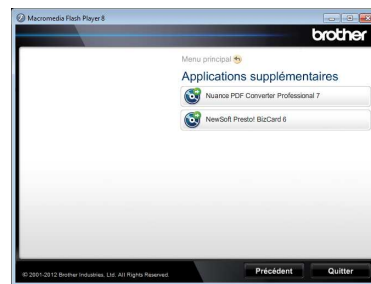 Macromedia Flash Player 8
brother
Menu principal
Applications supplémentaires
Nuance PDF Converter Professional 7
NewSoft Presto! BizCard 6
© 2001-2012 Brother Industries, Ltd. All Rights Reserved.
Précédent
Quitter